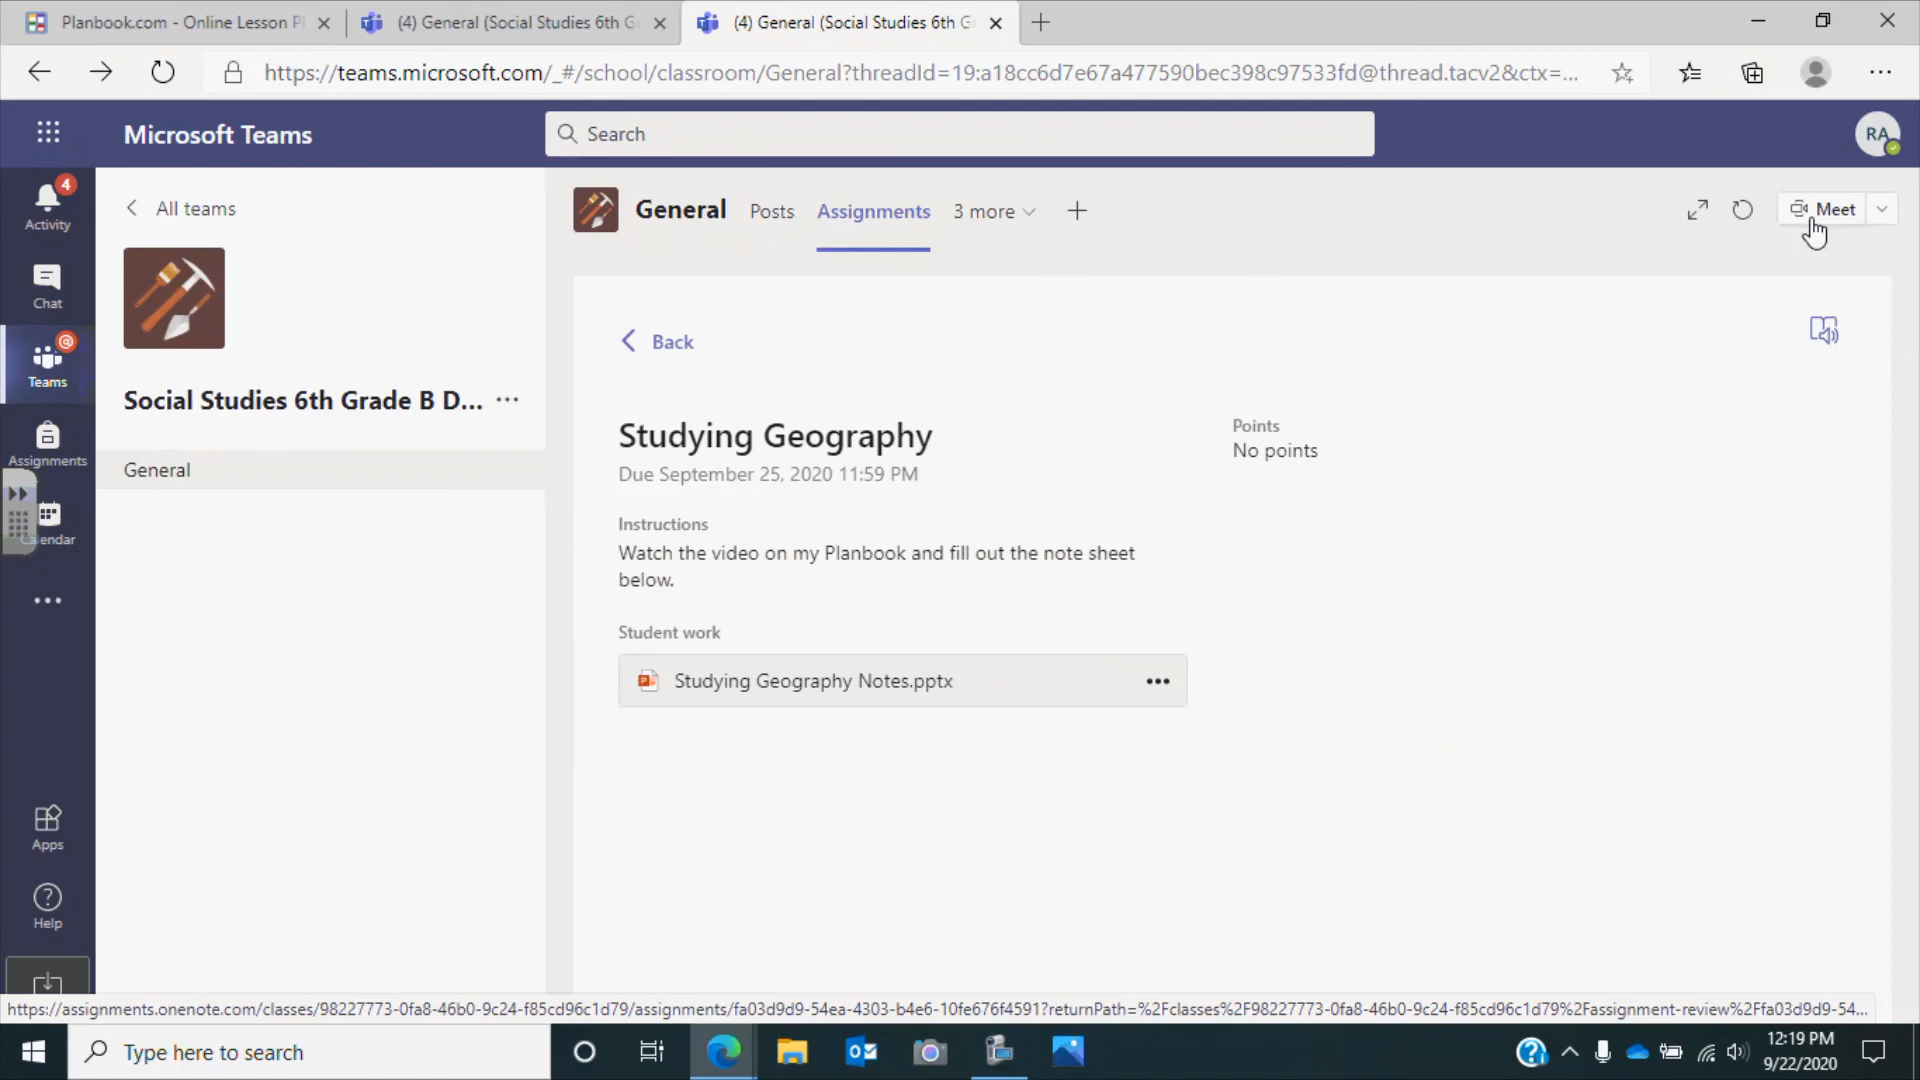 Planbook.com - Online Lesson Pl
(4) General (Social Studies 6th G
(4) General (Social Studies 6th G
https://teams.microsoft.com/_#/school/classroom/General?threadId=19:a18cc6d7e67a477590bec398c97533fd@thread.tacv2&ctx=...
Microsoft Teams
Search
RA
4
Activity
Chat
Teams
Assignments
Calendar
Apps
Help
All teams
Social Studies 6th Grade B D...
General
General
Posts
Assignments
3 more
Meet
Back
Studying Geography
Due September 25, 2020 11:59 PM
Points
No points
Instructions
Watch the video on my Planbook and fill out the note sheet
below.
Student work
Studying Geography Notes.pptx
https://assignments.onenote.com/classes/98227773-0fa8-46b0-9c24-f85cd96c1d79/assignments/fa03d9d9-54ea-4303-b4e6-10fe676f4591?returnPath=%2Fclasses%2F98227773-0fa8-46b0-9c24-f85cd96c1d79%2Fassignment-review%2Ffa03d9d9-54...
Type here to search
12:19 PM
9/22/2020